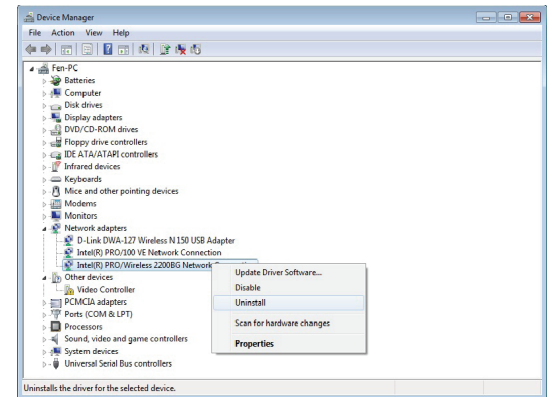 Device Manager
File Action View Help
Fen-PC
Batteries
Computer
Disk drives
Display adapters
DVD/CD-ROM drives
Floppy drive controllers
IDE ATA/ATAPI controllers
Infrared devices
Keyboards
Mice and other pointing devices
Modems
Monitors
Network adapters
D-Link DWA-127 Wireless N 150 USB Adapter
Intel(R) PRO/100 VE Network Connection
Intel(R) PRO/Wireless 2200BG Network
Other devices
Video Controller
PCMCIA adapters
Ports (COM & LPT)
Processors
Sound, video and game controllers
System devices
Universal Serial Bus controllers
Update Driver Software...
Disable
Uninstall
Scan for hardware changes
Properties
Uninstalls the driver for the selected device.